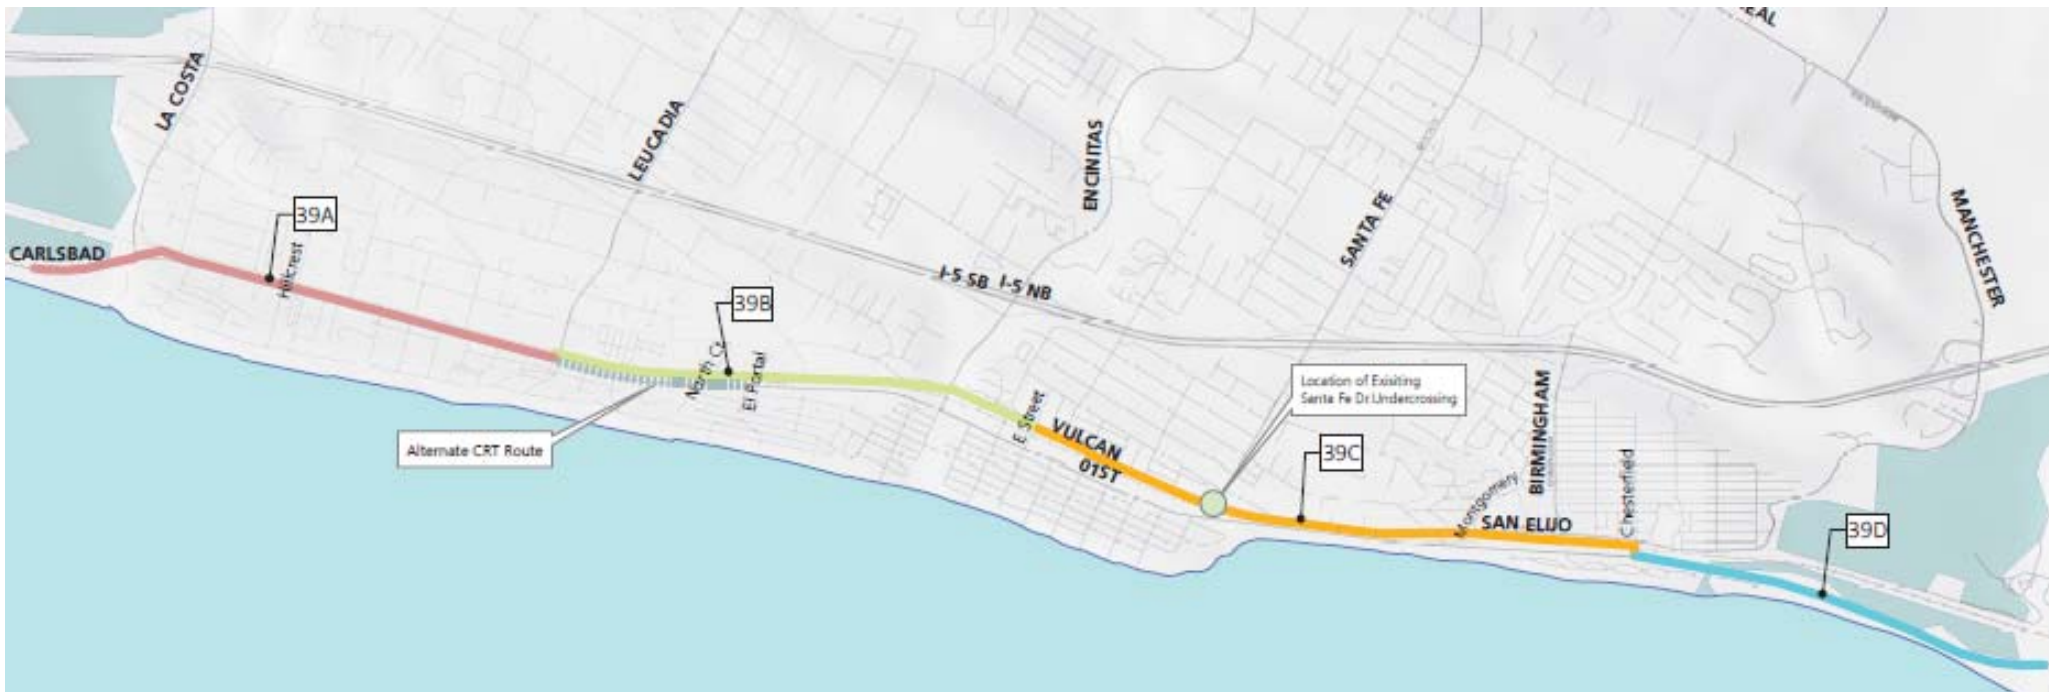 LA COSTA
LEUCADIA
ENCINITAS
SANTA FE
MANCHESTER
39A
CARLSBAD
Hillcrest
I-5 SB I-5 NB
39B
North Ct
El Portal
Location of Exisiting
Santa Fe Dr Undercrossing
E Street
VULCAN
01ST
BIRMINGHAM
Alternate CRT Route
39C
Montgomery
SAN ELIJO
Chesterfield
39D